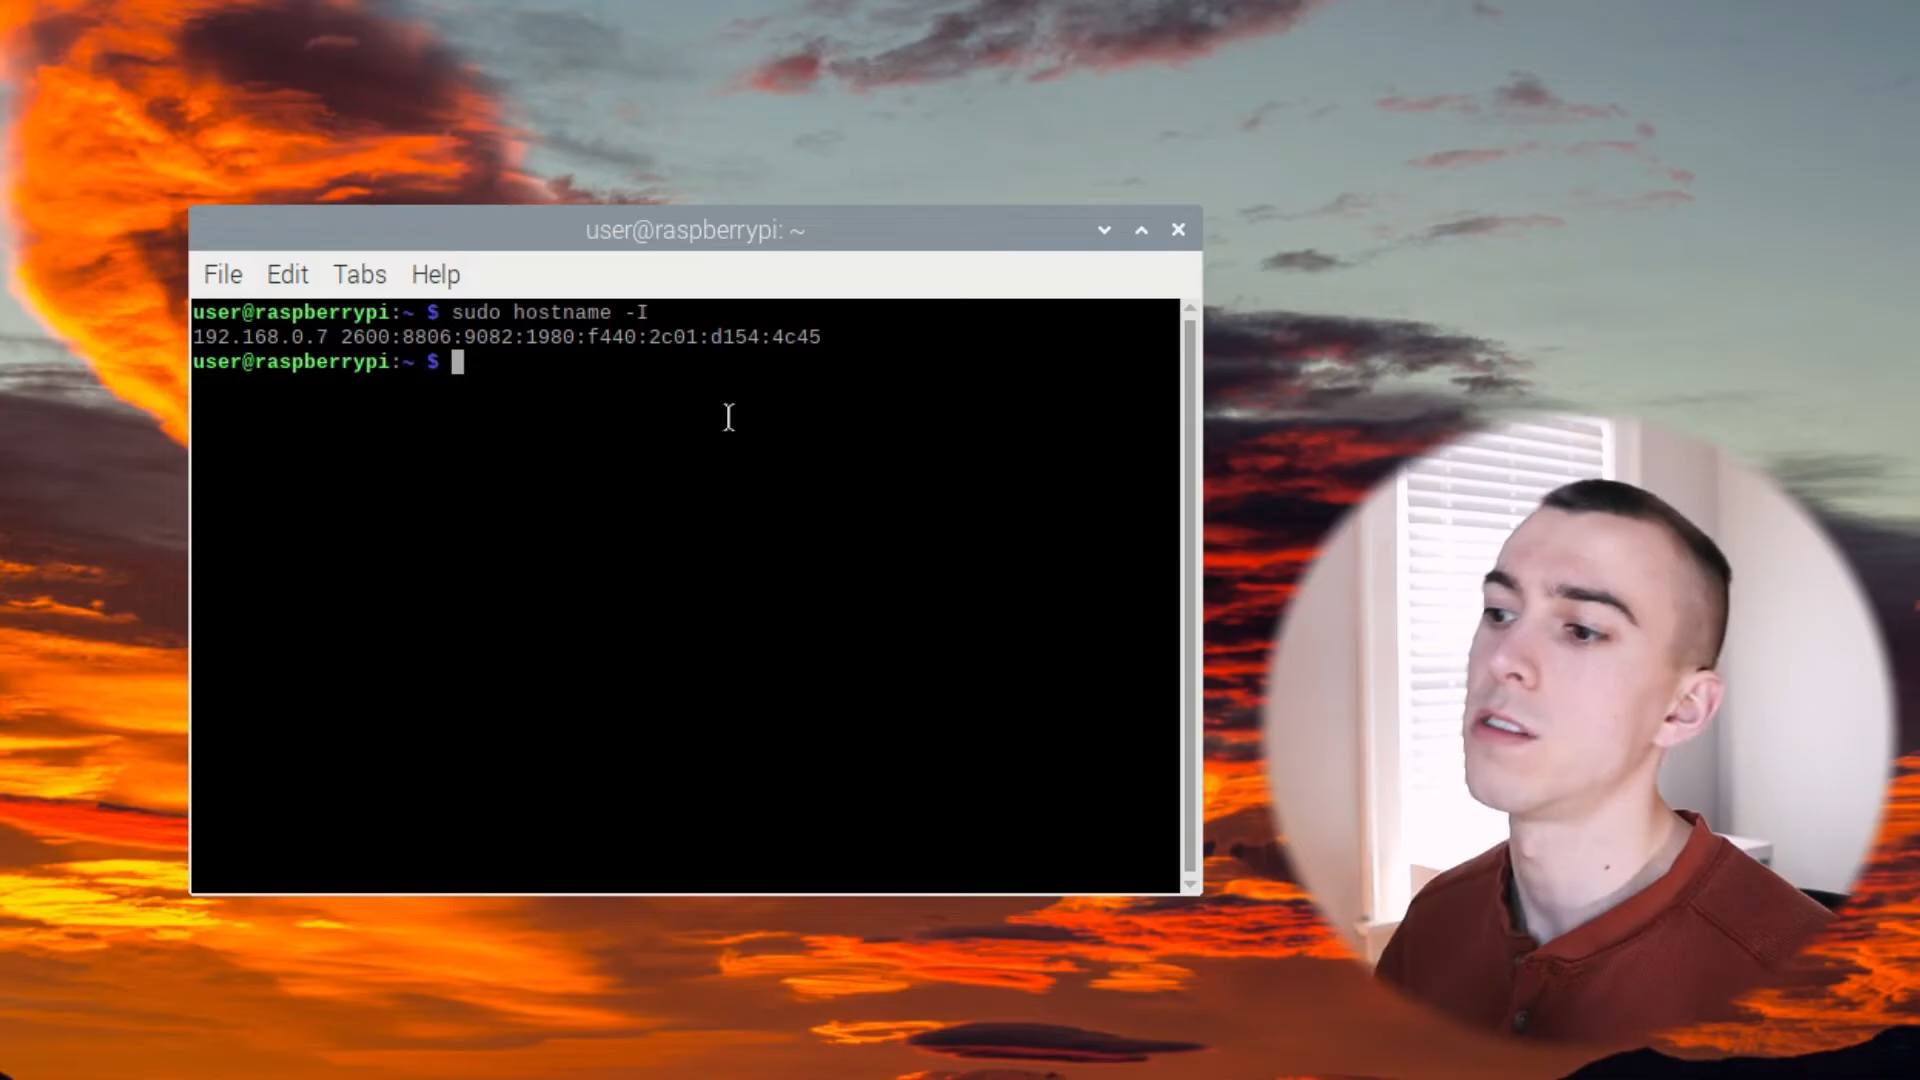 user@raspberrypi: ~
File Edit Tabs Help
user@raspberrypi:~ $ sudo hostname -I
192.168.0.7 2600:8806:9082:1980:f440:2c01:d154:4c45
user@raspberrypi:~ $